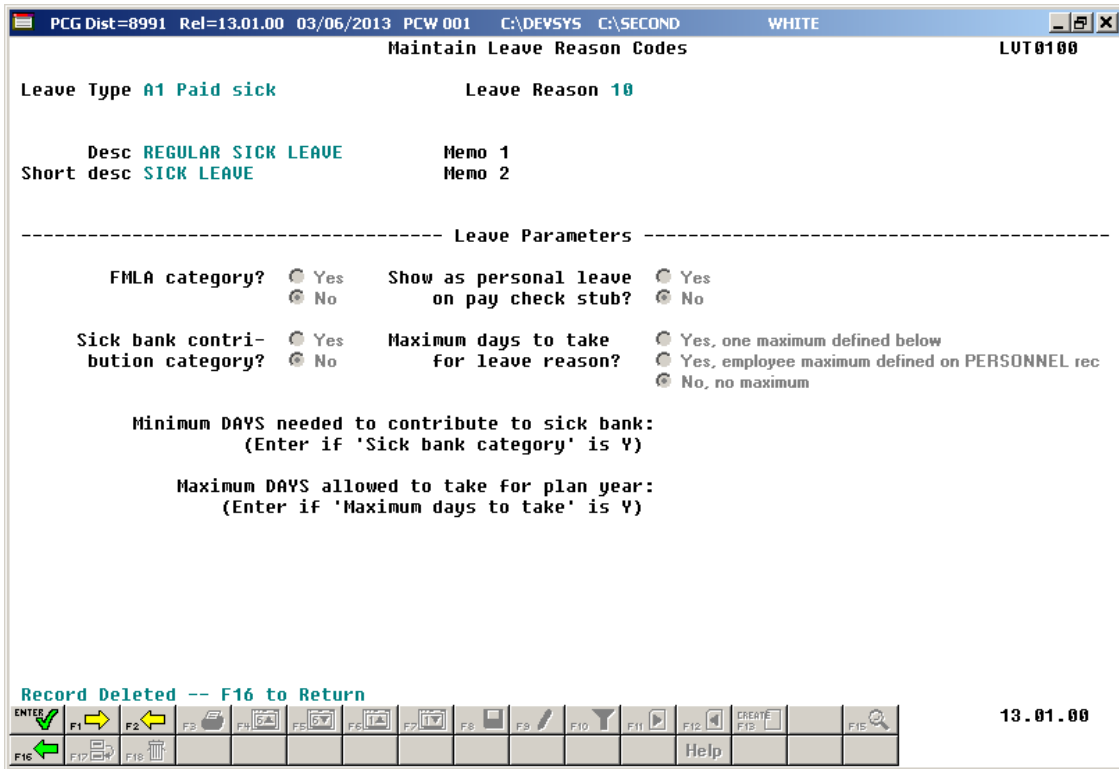 PCG Dist=8991 Rel=13.01.00 03/06/2013 PCW 001 C:\DEVSYS C:\SECOND WHITE
Maintain Leave Reason Codes LVT0100
Leave Type A1 Paid sick Leave Reason 10
Desc REGULAR SICK LEAVE Memo 1
Short desc SICK LEAVE Memo 2
-------------------------------------- Leave Parameters ------------------------------------------
FMLA category? Yes Show as personal leave Yes
No on pay check stub? No
Sick bank contri- Yes Maximum days to take Yes, one maximum defined below
bution category? No for leave reason? Yes, employee maximum defined on PERSONNEL rec
No, no maximum
Minimum DAYS needed to contribute to sick bank:
(Enter if 'Sick bank category' is Y)
Maximum DAYS allowed to take for plan year:
(Enter if 'Maximum days to take' is Y)
Record Deleted -- F16 to Return
ENTER F1 F2 F3 F4 6 F5 6 F6 1 F7 1 F8 F9 F10 F11 F12 CREATE F13 F15 13.01.00
F16 F17 F18 Help